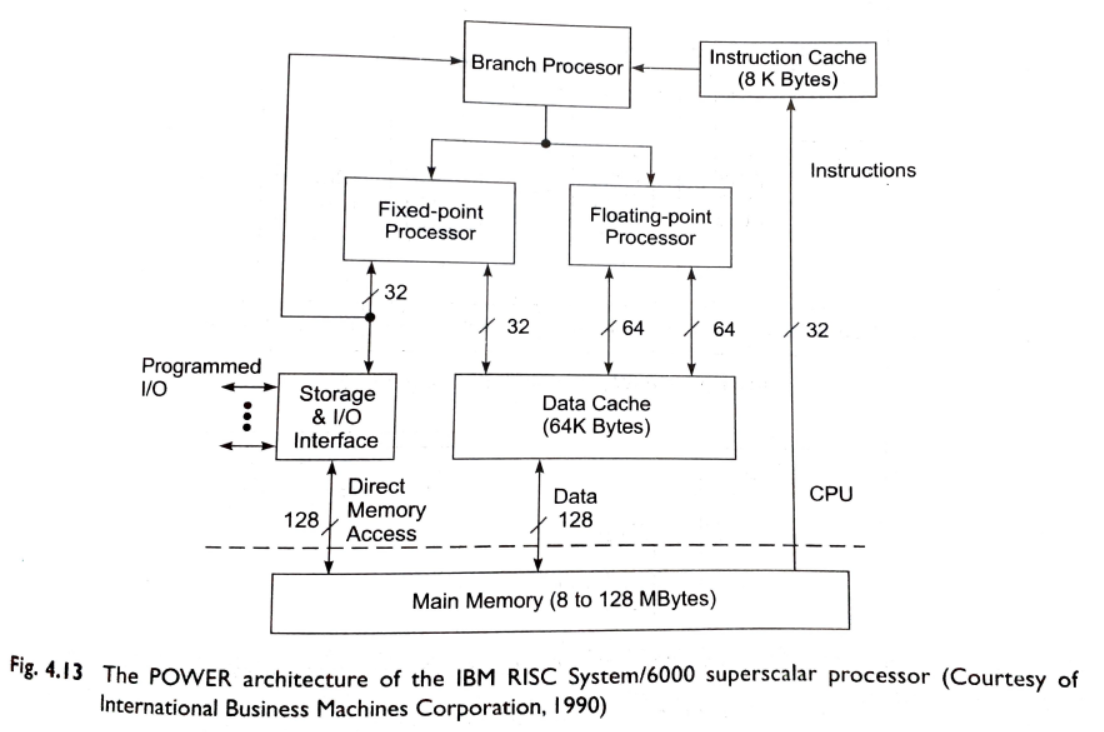 Branch Procesor
Instruction Cache
(8 K Bytes)
Instructions
Fixed-point
Processor
Floating-point
Processor
32
32
64
64
32
Programmed
I/O
Storage
& I/O
Interface
Data Cache
(64K Bytes)
Direct
Memory
Access
128
Data
128
CPU
Main Memory (8 to 128 MBytes)
Fig. 4.13 The POWER architecture of the IBM RISC System/6000 superscalar processor (Courtesy of
International Business Machines Corporation, 1990)